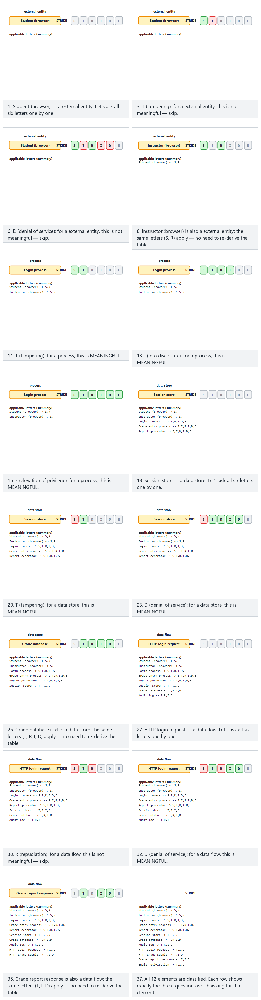 external entity
Student (browser) STRIDE S T R I D E
applicable letters (summary)
1. Student (browser) — a external entity. Let's ask all
six letters one by one.
external entity
Student (browser) STRIDE S T R I D E
applicable letters (summary)
3. T (tampering): for a external entity, this is not
meaningful — skip.
external entity
Student (browser) STRIDE S T R I D E
applicable letters (summary)
6. D (denial of service): for a external entity, this is not
meaningful — skip.
external entity
Instructor (browser) STRIDE S T R I D E
applicable letters (summary)
Student (browser) -> S,R
8. Instructor (browser) is also a external entity: the
same letters (S, R) apply — no need to re-derive the
table.
process
Login process STRIDE S T R I D E
applicable letters (summary)
Student (browser) -> S,R
Instructor (browser) -> S,R
11. T (tampering): for a process, this is MEANINGFUL.
process
Login process STRIDE S T R I D E
applicable letters (summary)
Student (browser) -> S,R
Instructor (browser) -> S,R
13. I (info disclosure): for a process, this is
MEANINGFUL.
process
Login process STRIDE S T R I D E
applicable letters (summary)
Student (browser) -> S,R
Instructor (browser) -> S,R
15. E (elevation of privilege): for a process, this is
MEANINGFUL.
data store
Session store STRIDE S T R I D E
applicable letters (summary)
Student (browser) -> S,R
Instructor (browser) -> S,R
Login process -> S,T,R,I,D,E
Grade entry process -> S,T,R,I,D,E
Report generator -> S,T,R,I,D,E
18. Session store — a data store. Let's ask all six letters
one by one.
data store
Session store STRIDE S T R I D E
applicable letters (summary)
Student (browser) -> S,R
Instructor (browser) -> S,R
Login process -> S,T,R,I,D,E
Grade entry process -> S,T,R,I,D,E
Report generator -> S,T,R,I,D,E
20. T (tampering): for a data store, this is
MEANINGFUL.
data store
Session store STRIDE S T R I D E
applicable letters (summary)
Student (browser) -> S,R
Instructor (browser) -> S,R
Login process -> S,T,R,I,D,E
Grade entry process -> S,T,R,I,D,E
Report generator -> S,T,R,I,D,E
23. D (denial of service): for a data store, this is
MEANINGFUL.
data store
Grade database STRIDE S T R I D E
applicable letters (summary)
Student (browser) -> S,R
Instructor (browser) -> S,R
Login process -> S,T,R,I,D,E
Grade entry process -> S,T,R,I,D,E
Report generator -> S,T,R,I,D,E
Session store -> T,R,I,D
25. Grade database is also a data store: the same
letters (T, R, I, D) apply — no need to re-derive the
table.
data flow
HTTP login request STRIDE S T R I D E
applicable letters (summary)
Student (browser) -> S,R
Instructor (browser) -> S,R
Login process -> S,T,R,I,D,E
Grade entry process -> S,T,R,I,D,E
Report generator -> S,T,R,I,D,E
Session store -> T,R,I,D
Grade database -> T,R,I,D
Audit log -> T,R,I,D
27. HTTP login request — a data flow. Let's ask all six
letters one by one.
data flow
HTTP login request STRIDE S T R I D E
applicable letters (summary)
Student (browser) -> S,R
Instructor (browser) -> S,R
Login process -> S,T,R,I,D,E
Grade entry process -> S,T,R,I,D,E
Report generator -> S,T,R,I,D,E
Session store -> T,R,I,D
Grade database -> T,R,I,D
Audit log -> T,R,I,D
30. R (repudiation): for a data flow, this is not
meaningful — skip.
data flow
HTTP login request STRIDE S T R I D E
applicable letters (summary)
Student (browser) -> S,R
Instructor (browser) -> S,R
Login process -> S,T,R,I,D,E
Grade entry process -> S,T,R,I,D,E
Report generator -> S,T,R,I,D,E
Session store -> T,R,I,D
Grade database -> T,R,I,D
Audit log -> T,R,I,D
32. D (denial of service): for a data flow, this is
MEANINGFUL.
data flow
Grade report response STRIDE S T R I D E
applicable letters (summary)
Student (browser) -> S,R
Instructor (browser) -> S,R
Login process -> S,T,R,I,D,E
Grade entry process -> S,T,R,I,D,E
Report generator -> S,T,R,I,D,E
Session store -> T,R,I,D
Grade database -> T,R,I,D
Audit log -> T,R,I,D
HTTP login request -> T,I,D
HTTP grade submit -> T,I,D
35. Grade report response is also a data flow: the
same letters (T, I, D) apply — no need to re-derive the
table.
STRIDE
applicable letters (summary)
Student (browser) -> S,R
Instructor (browser) -> S,R
Login process -> S,T,R,I,D,E
Grade entry process -> S,T,R,I,D,E
Report generator -> S,T,R,I,D,E
Session store -> T,R,I,D
Grade database -> T,R,I,D
Audit log -> T,R,I,D
HTTP login request -> T,I,D
HTTP grade submit -> T,I,D
Grade report response -> T,I,D
Email notification -> T,I,D
37. All 12 elements are classified. Each row shows
exactly the threat questions worth asking for that
element.